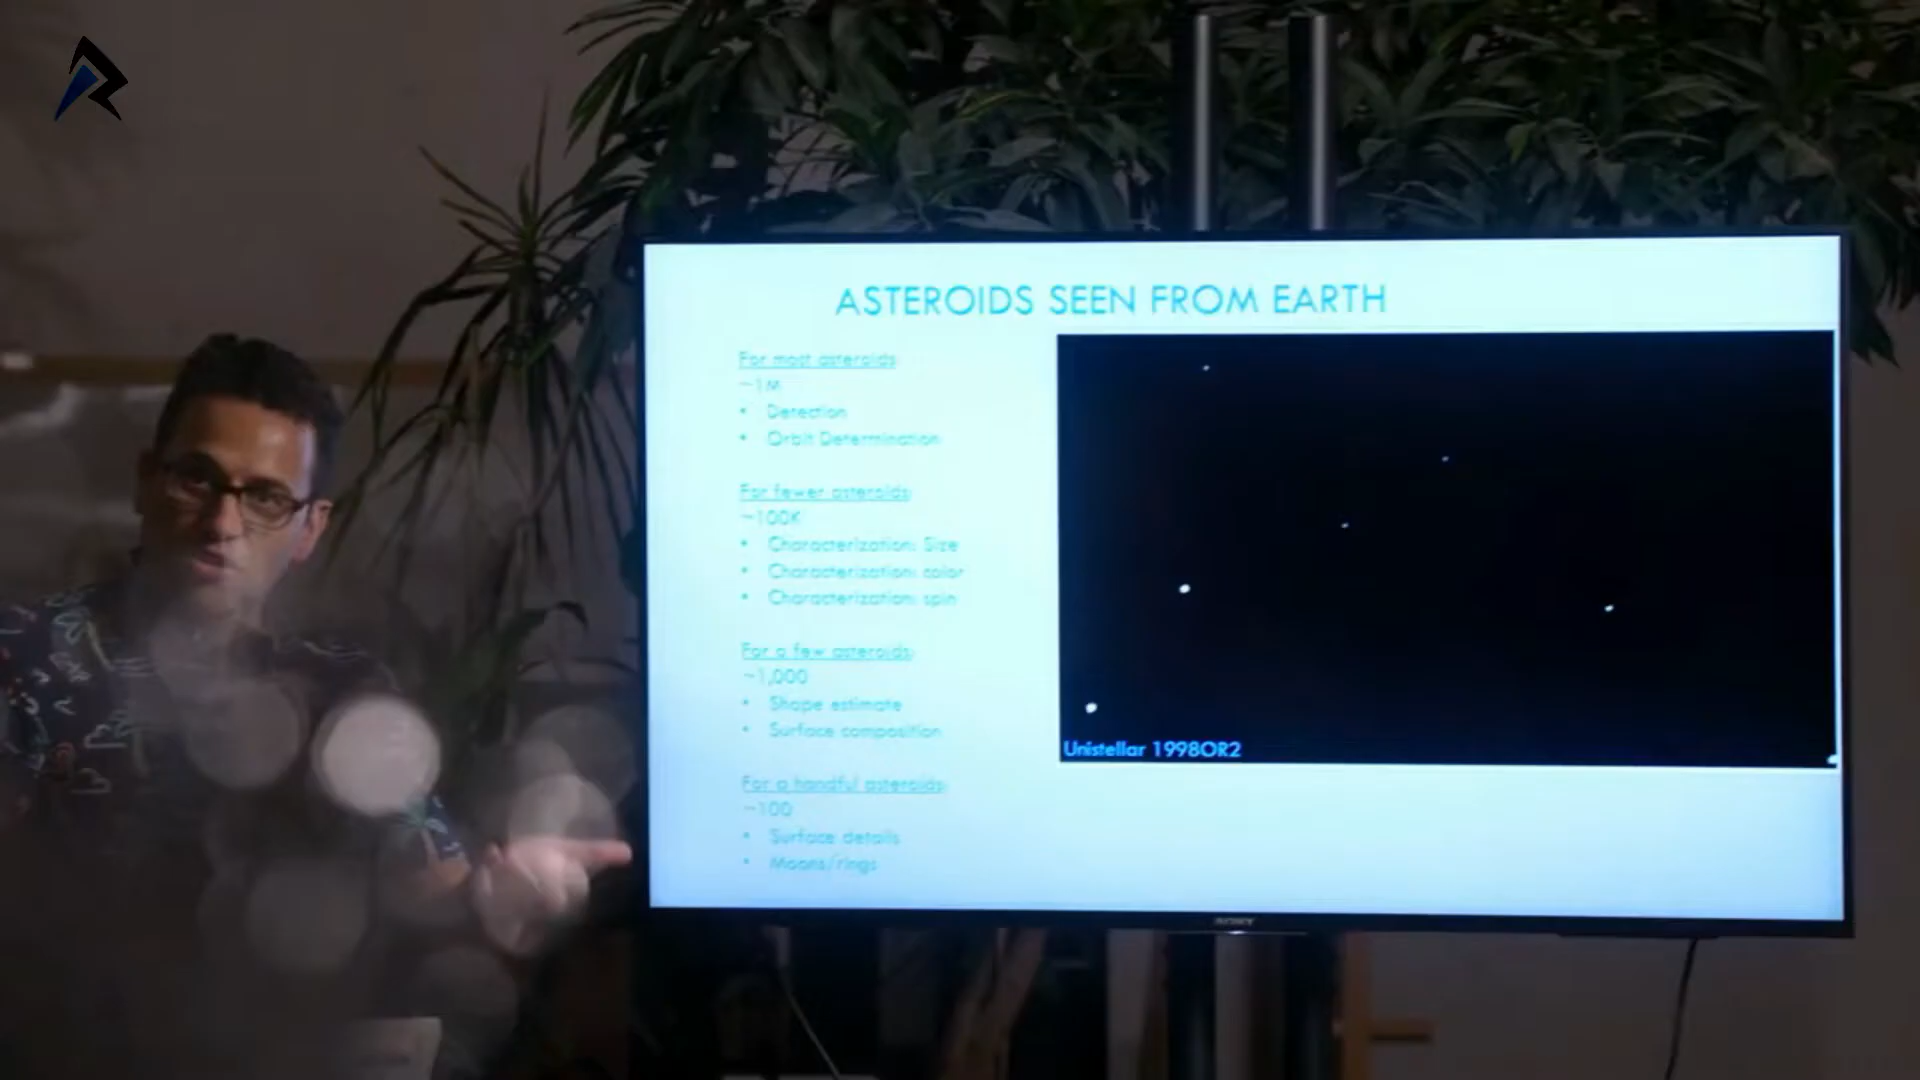 ASTEROIDS SEEN FROM EARTH
For most asteroids:
~1M
• Detection
• Orbit Determination
For fewer asteroids:
~100K
• Characterization: Size
• Characterization: color
• Characterization: spin
For a few asteroids:
~1,000
• Shape estimate
• Surface composition
For a handful asteroids:
~100
• Surface details
• Moons/rings
Unistellar 1998OR2
SONY